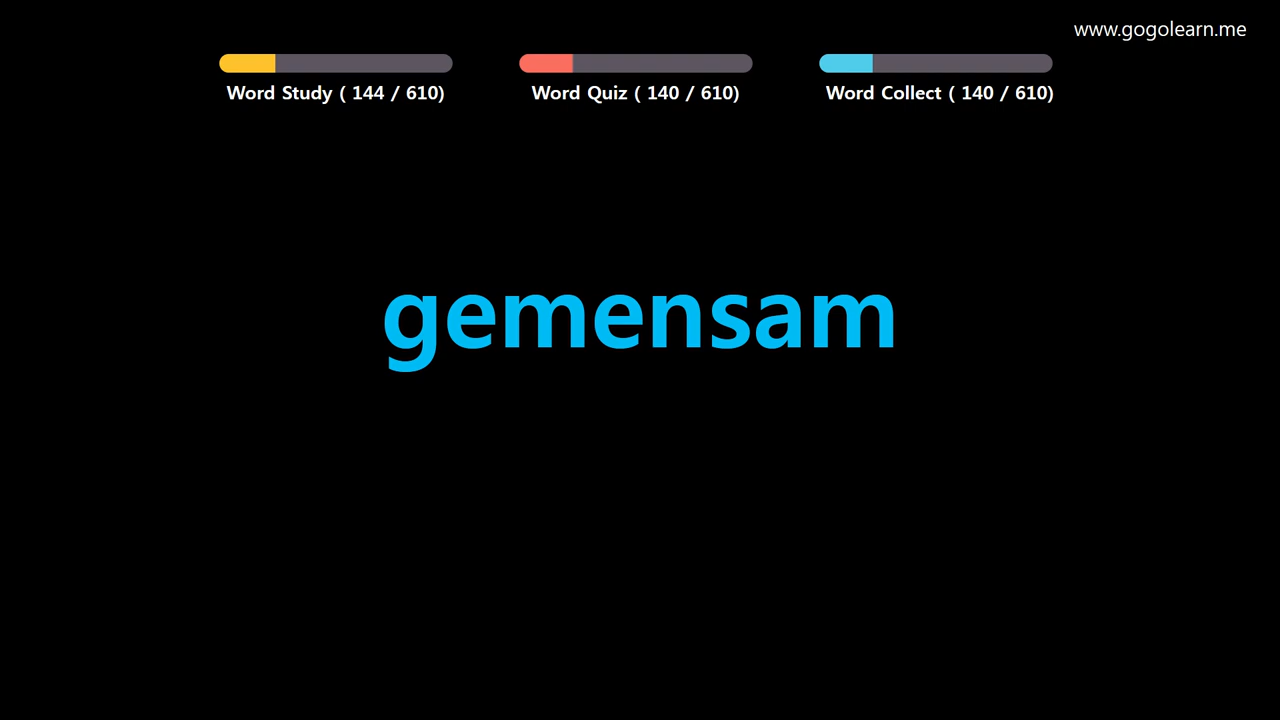 www.gogolearn.me
Word Study ( 144 / 610)
Word Quiz ( 140 / 610)
Word Collect ( 140 / 610)
gemensam